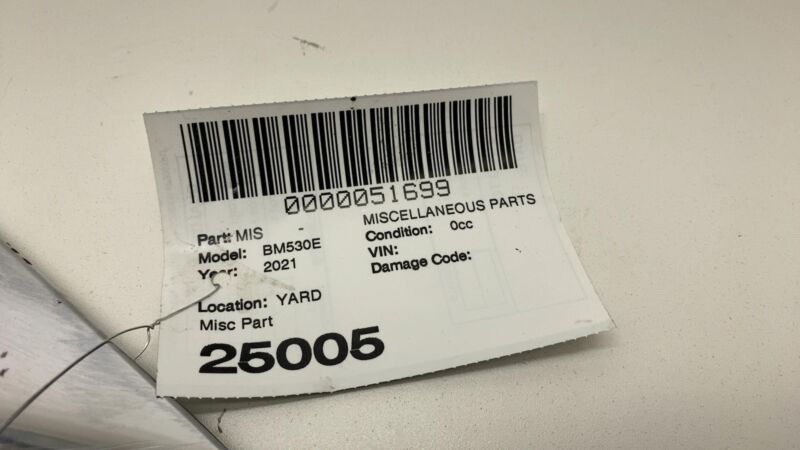 0000051699
Part: MIS - MISCELLANEOUS PARTS
Model: BM530E Condition: 0cc
Year: 2021 VIN:
Damage Code:
Location: YARD
Misc Part
25005